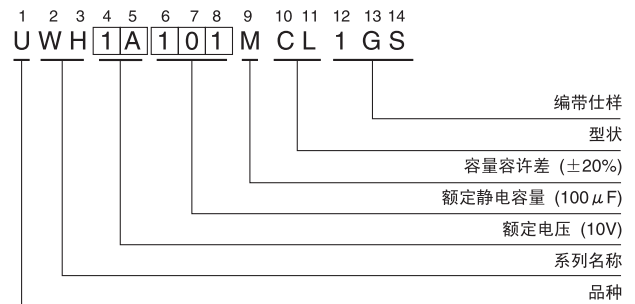 1 2 3 4 5 6 7 8 9 10 11 12 13 14
U W H 1 A 1 0 1 M C L 1 G S
编带仕样
型状
容量容许差 (±20%)
额定静电容量 (100μF)
额定电压 (10V)
系列名称
品种